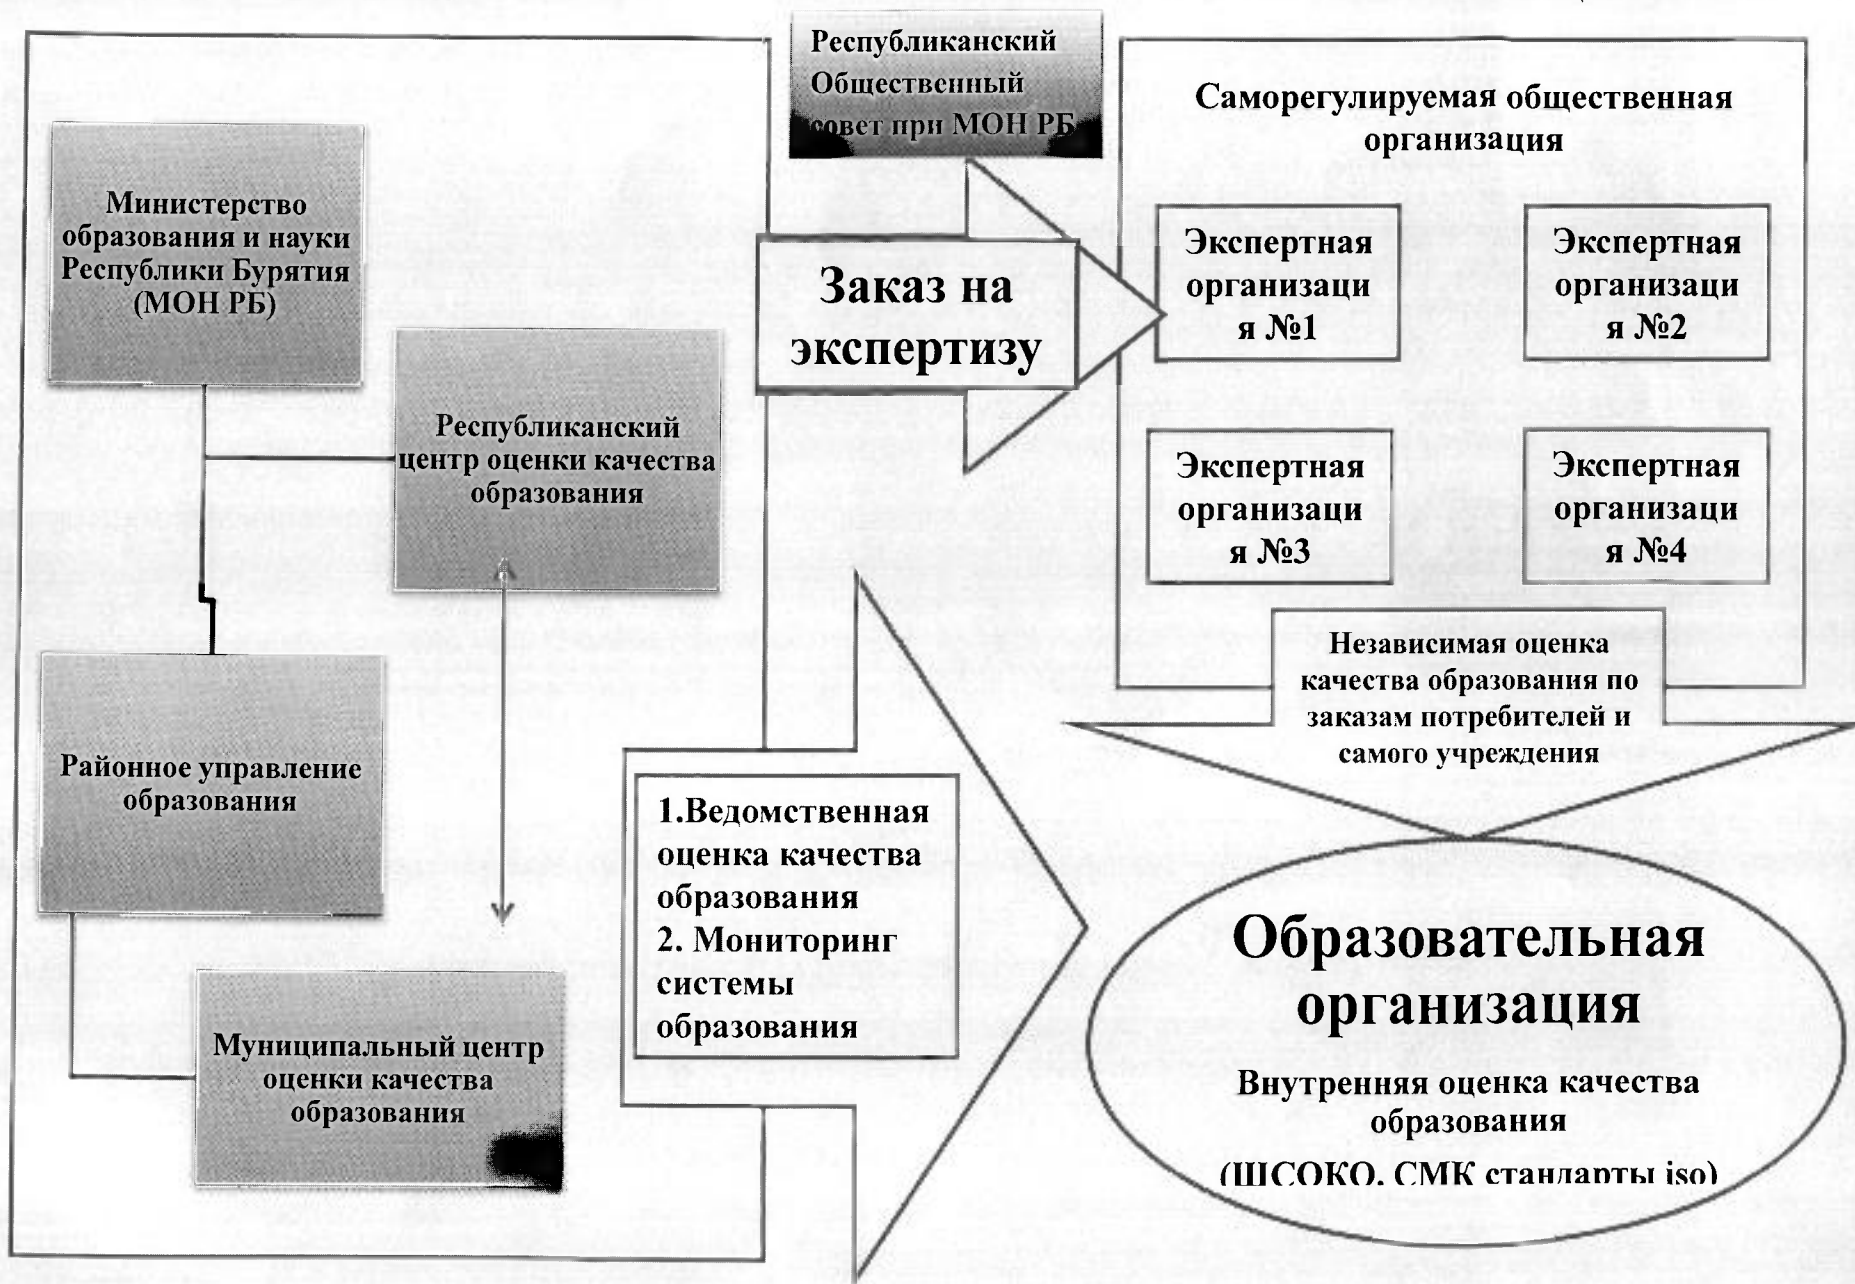 Республиканский
Общественный
совет при МОН РБ
Саморегулируемая общественная
организация
Министерство
образования и науки
Республики Бурятия
(МОН РБ)
Заказ на
экспертизу
Экспертная
организаци
я №1
Экспертная
организаци
я №2
Республиканский
центр оценки качества
образования
Экспертная
организаци
я №3
Экспертная
организаци
я №4
Независимая оценка
качества образования по
заказам потребителей и
самого учреждения
Районное управление
образования
1.Ведомственная
оценка качества
образования
2. Мониторинг
системы
образования
Муниципальный центр
оценки качества
образования
Образовательная
организация
Внутренняя оценка качества
образования
(ШСОКО, СМК стандарты iso)